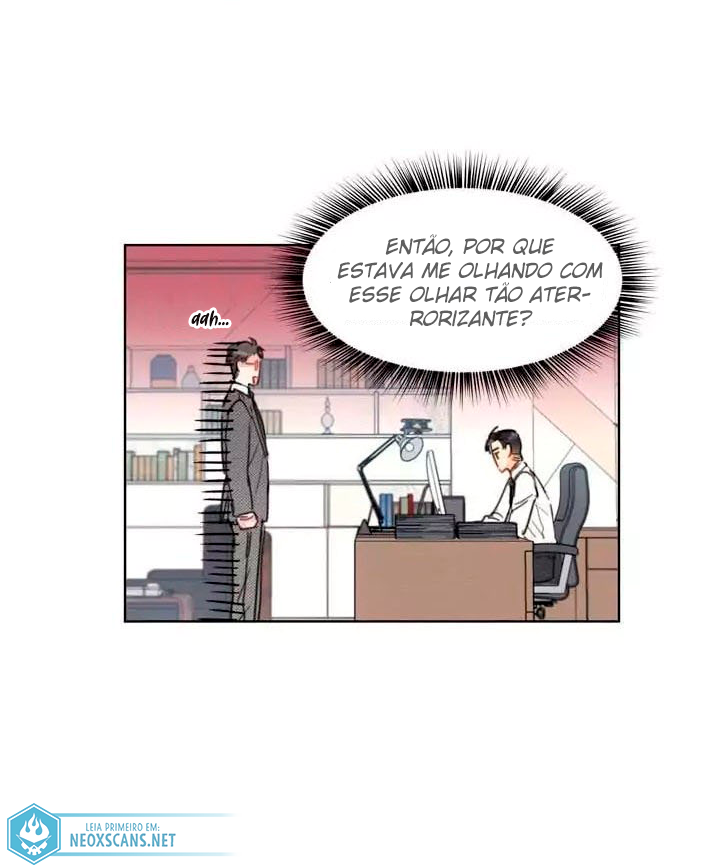 ENTÃO, POR QUE
ESTAVA ME OLHANDO COM
ESSE OLHAR TÃO ATER-
RORIZANTE?
aah...
LEIA PRIMEIRO EM:
NEOXSCANS.NET